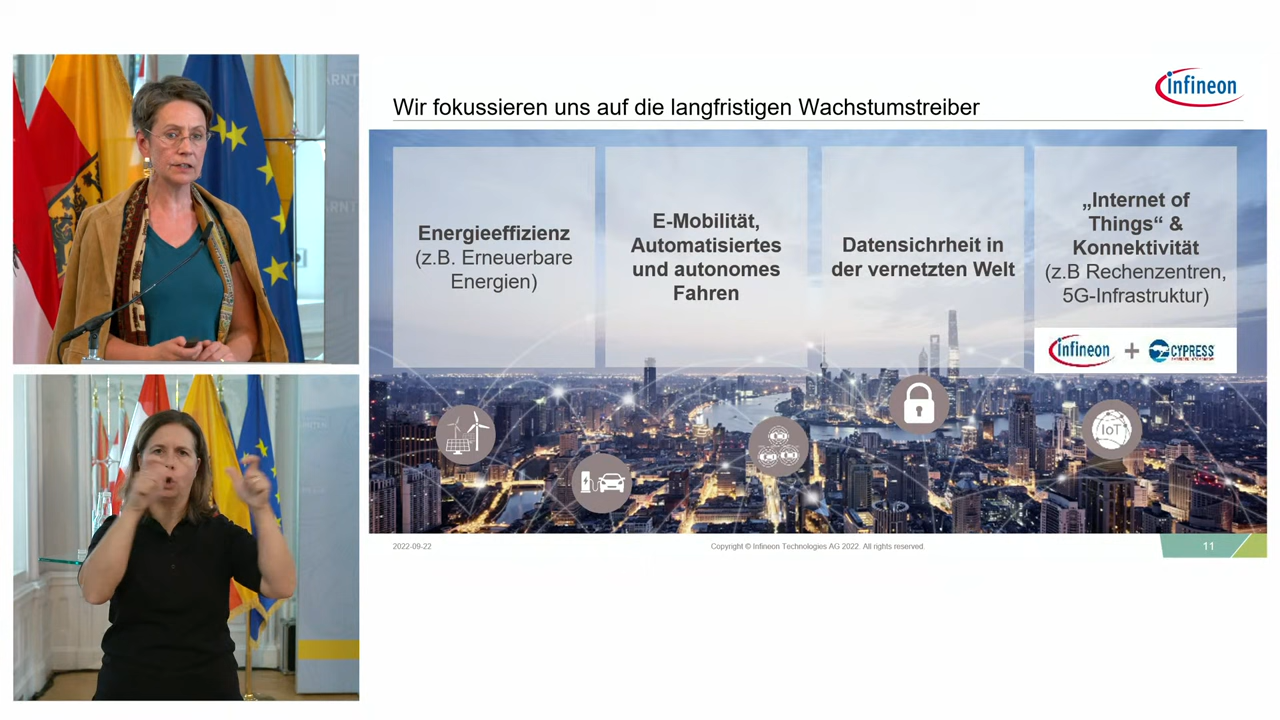 infineon
Wir fokussieren uns auf die langfristigen Wachstumstreiber
Energieeffizienz
(z.B. Erneuerbare
Energien)
E-Mobilität,
Automatisiertes
und autonomes
Fahren
Datensichrheit in
der vernetzten Welt
„Internet of
Things“ &
Konnektivität
(z.B Rechenzentren,
5G-Infrastruktur)
infineon + CYPRESS
IoT
2022-09-22
Copyright © Infineon Technologies AG 2022. All rights reserved.
11